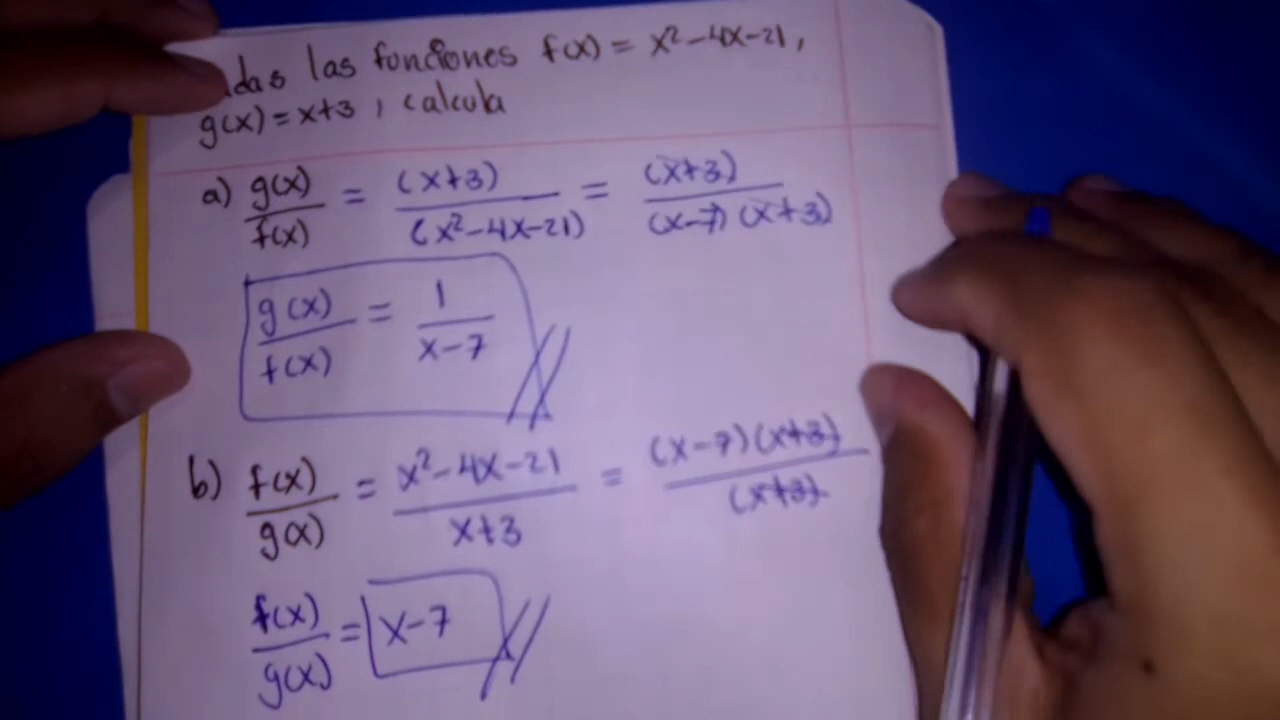 las funciones f(x) = x²-4x-21,
g(x) = x+3, calcula
a) g(x)/f(x) = (x+3)/(x²-4x-21) = (x+3)/(x-7)(x+3)
g(x)/f(x) = 1/x-7
b) f(x)/g(x) = x²-4x-21/x+3 = (x-7)(x+3)/(x+3)
f(x)/g(x) = x-7